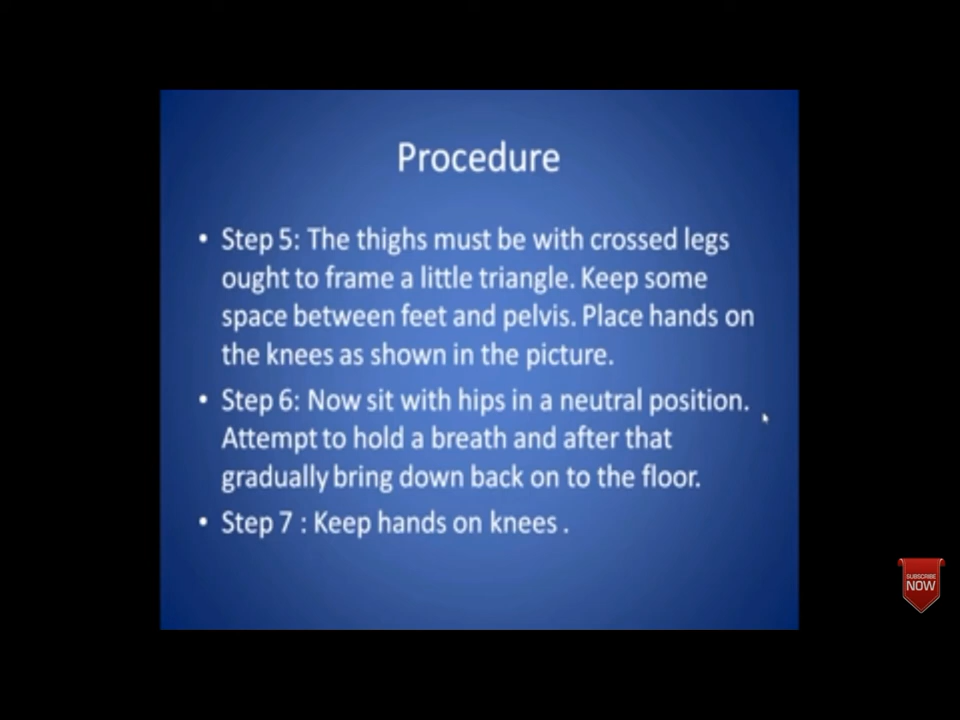 Procedure
• Step 5: The thighs must be with crossed legs
ought to frame a little triangle. Keep some
space between feet and pelvis. Place hands on
the knees as shown in the picture.
• Step 6: Now sit with hips in a neutral position.
Attempt to hold a breath and after that
gradually bring down back on to the floor.
• Step 7 : Keep hands on knees .
SUBSCRIBE
NOW